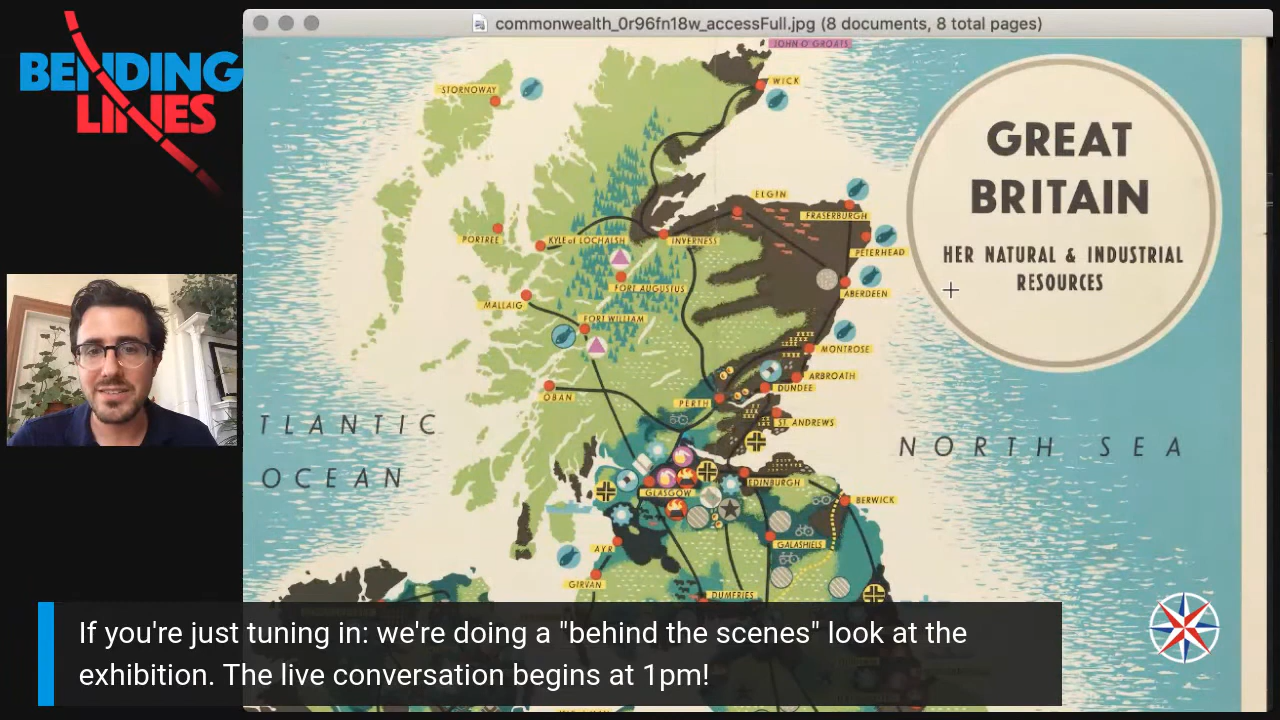 BENDING
LINES
commonwealth_0r96fn18w_accessFull.jpg (8 documents, 8 total pages)
JOHN O'GROATS
WICK
STORNOWAY
GREAT
BRITAIN
HER NATURAL & INDUSTRIAL
RESOURCES
ELGIN
FRASERBURGH
PORTREE
KYLE of LOCHALSH
INVERNESS
PETERHEAD
FORT AUGUSTUS
ABERDEEN
MALLAIG
FORT WILLIAM
MONTROSE
ARBROATH
DUNDEE
OBAN
PERTH
ST. ANDREWS
TLANTIC
OCEAN
NORTH SEA
EDINBURGH
GLASGOW
BERWICK
GALASHIELS
AYR
GIRVAN
DUMFRIES
If you're just tuning in: we're doing a "behind the scenes" look at the
exhibition. The live conversation begins at 1pm!